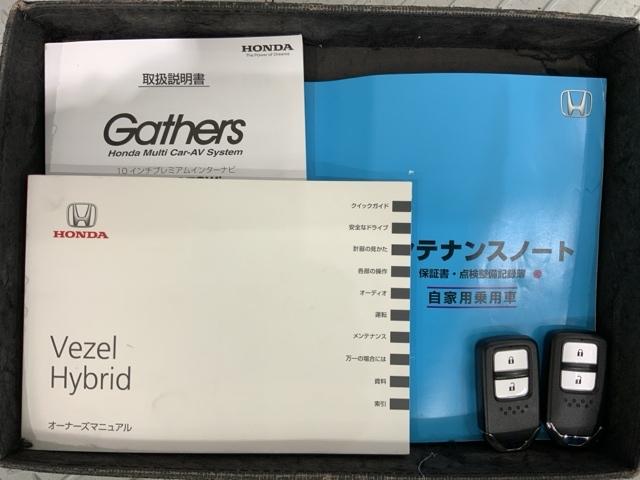 HONDA
The Power of Dreams
取扱説明書
Gathers
Honda Multi Car-AV System
10インチプレミアムインターナビ
HONDA
クイックガイド
安全なドライブ
計器の見かた
各部の操作
オーディオ
運転
メンテナンス
万一の場合には
資料
索引
Vezel
Hybrid
オーナーズマニュアル
テナンスノート
保証書・点検整備記録簿
自家用乗用車